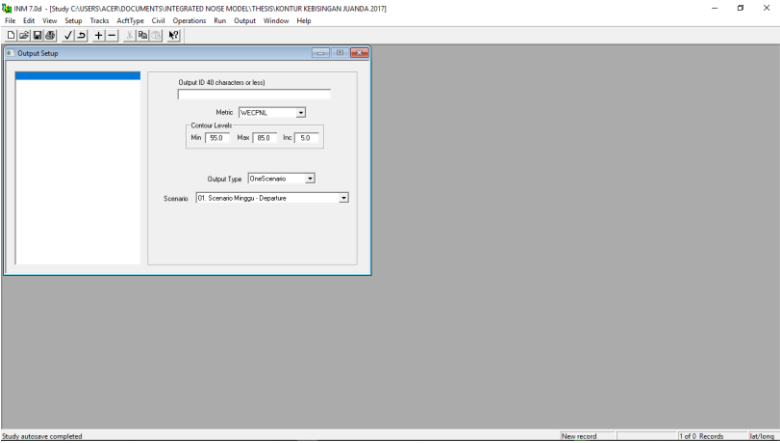 INM 7.0d - [Study C:\USERS\ACER\DOCUMENTS\INTEGRATED NOISE MODEL\THESIS\KONTUR KEBISINGAN JUANDA 2017]
File Edit View Setup Tracks AcftType Civil Operations Run Output Window Help
Output Setup
Output ID 40 characters or less)
Metric WECPNL
Contour Levels
Min 55.0 Max 85.0 Inc 5.0
Output Type OneScenario
Scenario 01. Scenario Minggu - Departure
Study autosave completed New record 1 of 0 Records lat/long